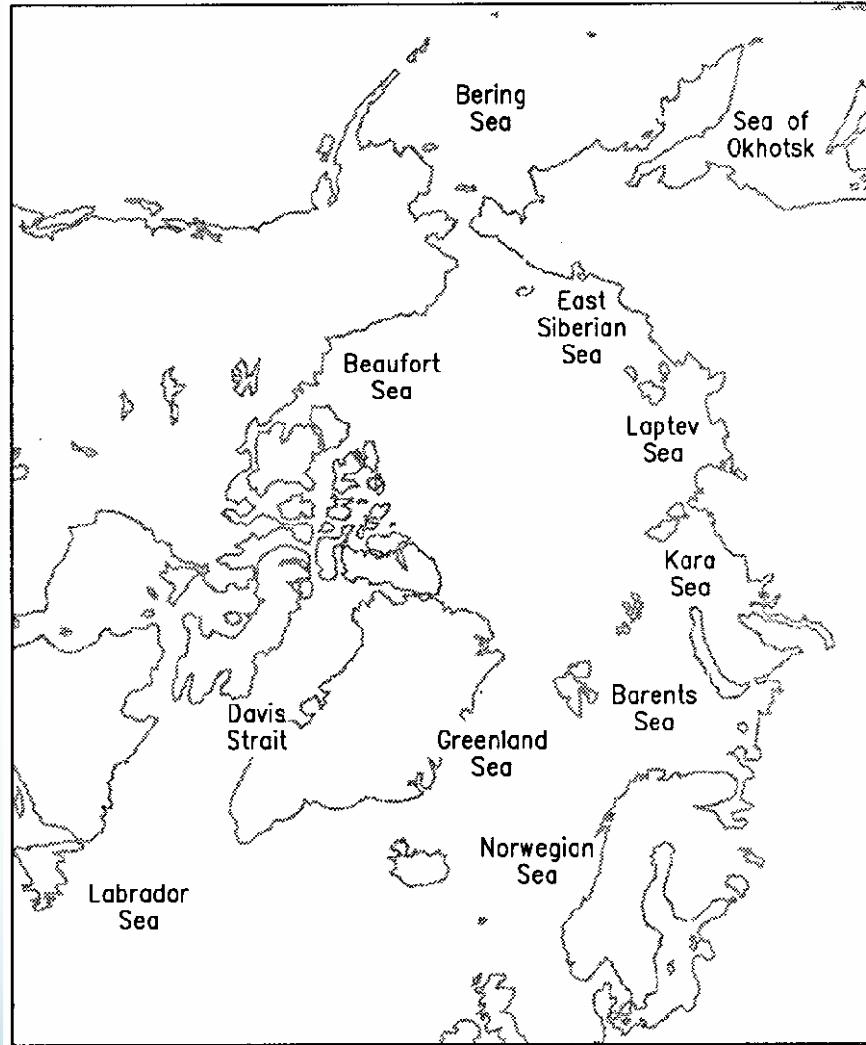 Bering
Sea
Sea of
Okhotsk
East
Siberian
Sea
Beaufort
Sea
Laptev
Sea
Kara
Sea
Davis
Strait
Greenland
Sea
Barents
Sea
Norwegian
Sea
Labrador
Sea